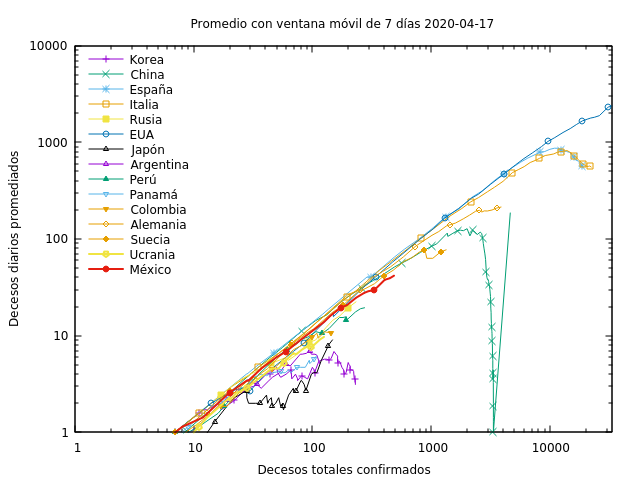 Promedio con ventana móvil de 7 días 2020-04-17
Decesos diarios promediados
10000
1000
100
10
1
Korea
China
España
Italia
Rusia
EUA
Japón
Argentina
Perú
Panamá
Colombia
Alemania
Suecia
Ucrania
México
1 10 100 1000 10000
Decesos totales confirmados